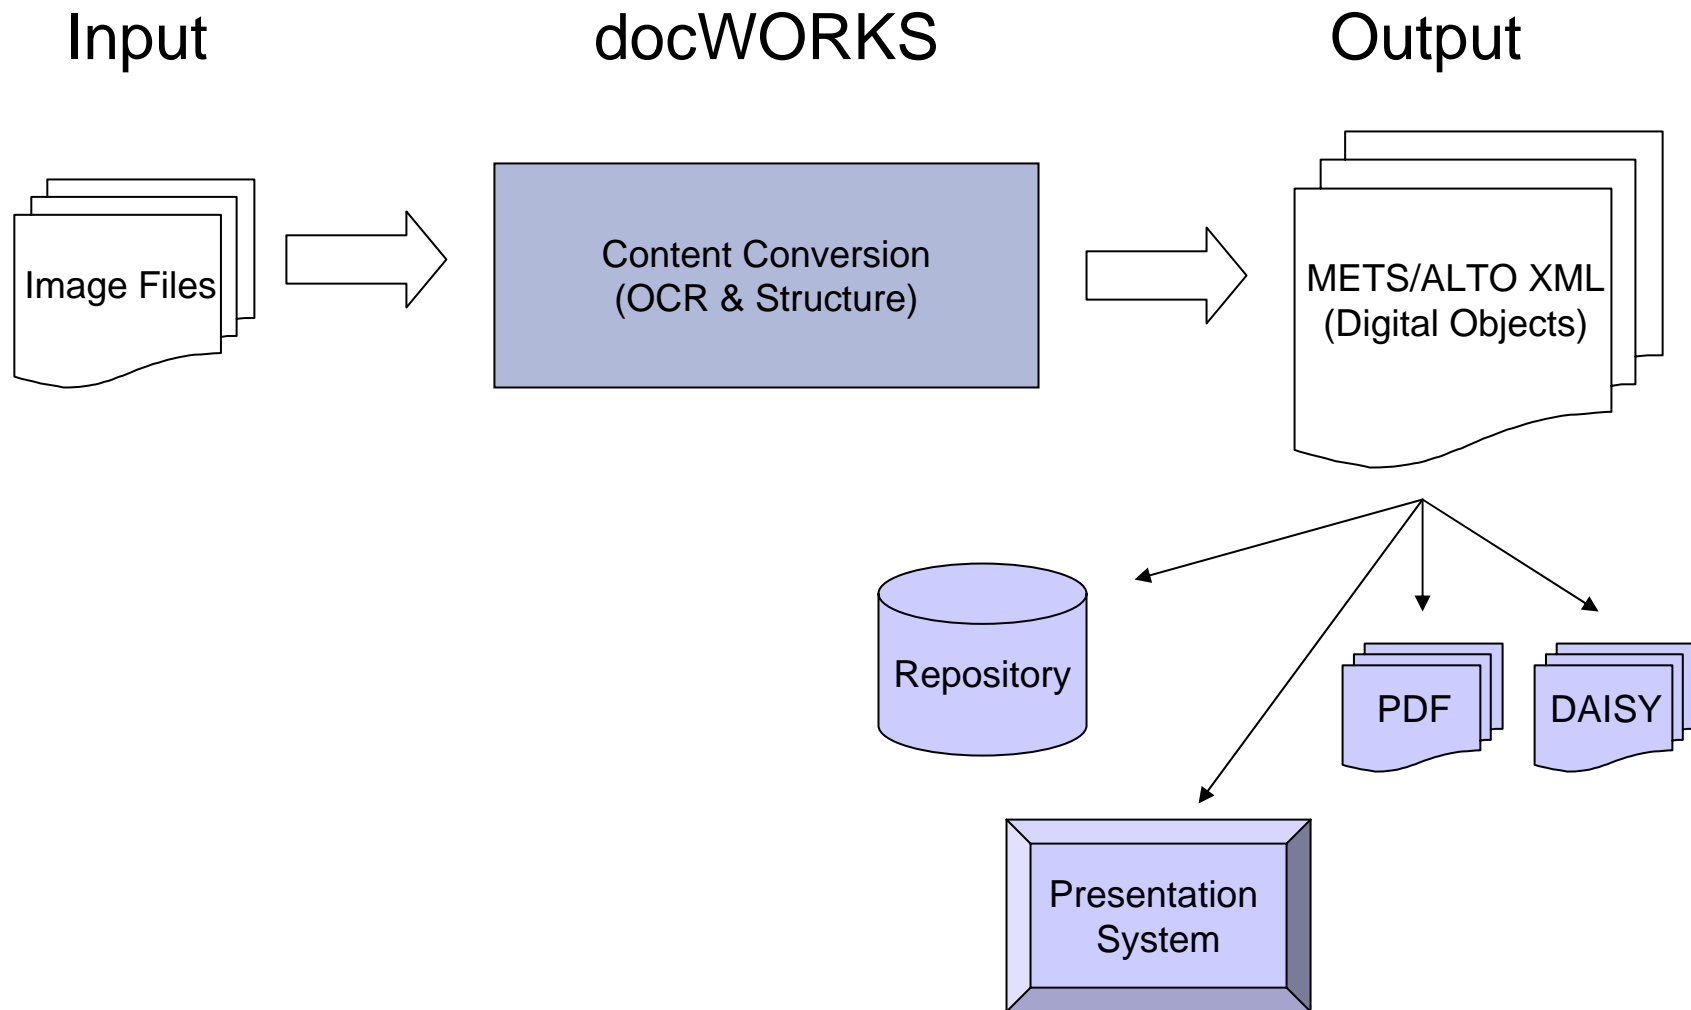 Input
docWORKS
Output
Image Files
Content Conversion
(OCR & Structure)
METS/ALTO XML
(Digital Objects)
Repository
PDF
DAISY
Presentation
System